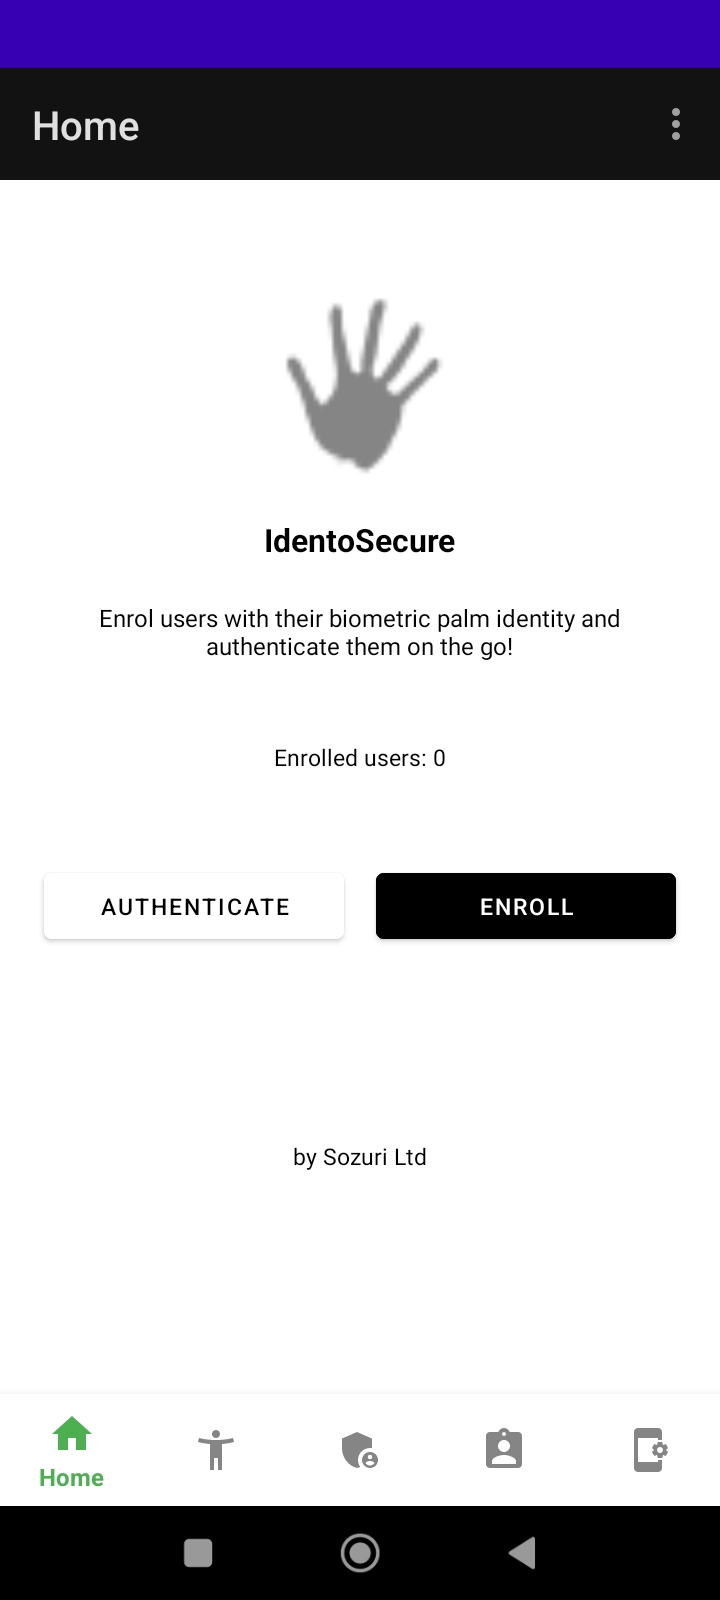 Home
IdentoSecure
Enrol users with their biometric palm identity and
authenticate them on the go!
Enrolled users: 0
AUTHENTICATE
ENROLL
by Sozuri Ltd
Home